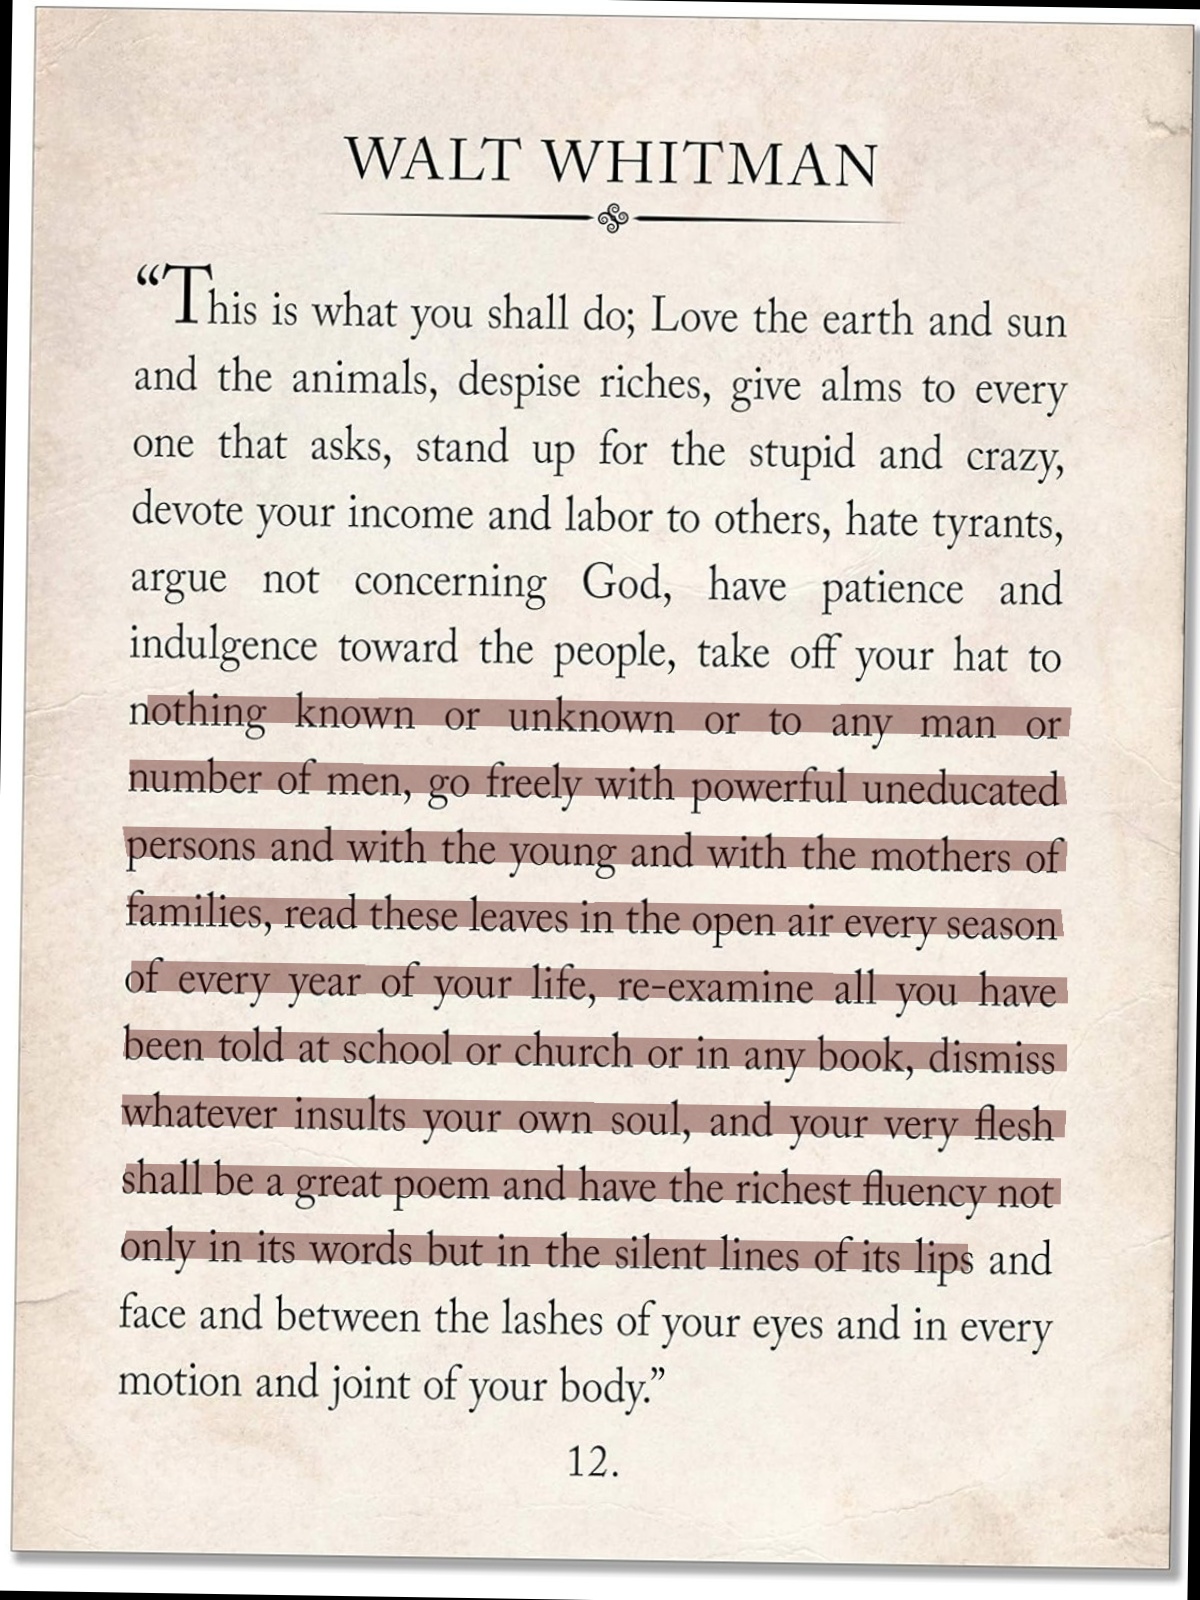 WALT WHITMAN
“This is what you shall do; Love the earth and sun
and the animals, despise riches, give alms to every
one that asks, stand up for the stupid and crazy,
devote your income and labor to others, hate tyrants,
argue not concerning God, have patience and
indulgence toward the people, take off your hat to
nothing known or unknown or to any man or
number of men, go freely with powerful uneducated
persons and with the young and with the mothers of
families, read these leaves in the open air every season
of every year of your life, re-examine all you have
been told at school or church or in any book, dismiss
whatever insults your own soul, and your very flesh
shall be a great poem and have the richest fluency not
only in its words but in the silent lines of its lips and
face and between the lashes of your eyes and in every
motion and joint of your body.”
12.